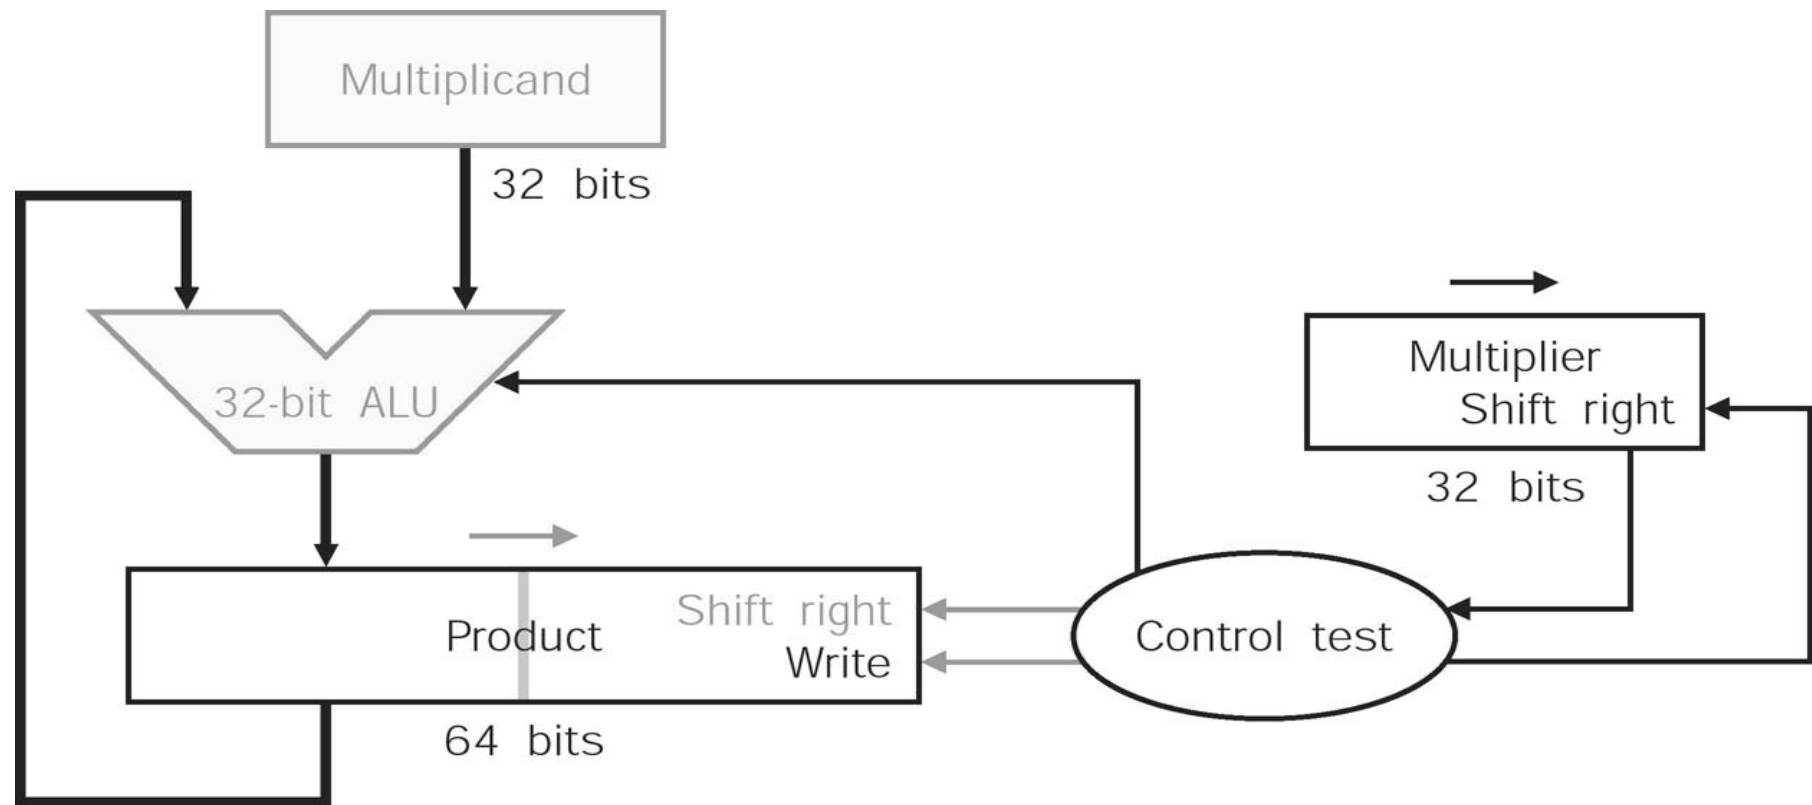 Multiplicand
32 bits
32-bit ALU
Multiplier
Shift right
32 bits
Product
Shift right
Write
64 bits
Control test